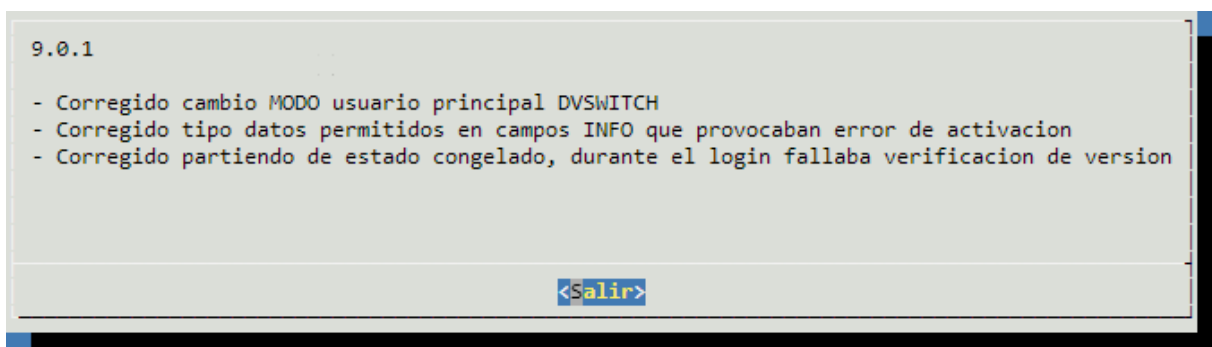 9.0.1
- Corregido cambio MODO usuario principal DVSWITCH
- Corregido tipo datos permitidos en campos INFO que provocaban error de activacion
- Corregido partiendo de estado congelado, durante el login fallaba verificacion de version
<Salir>